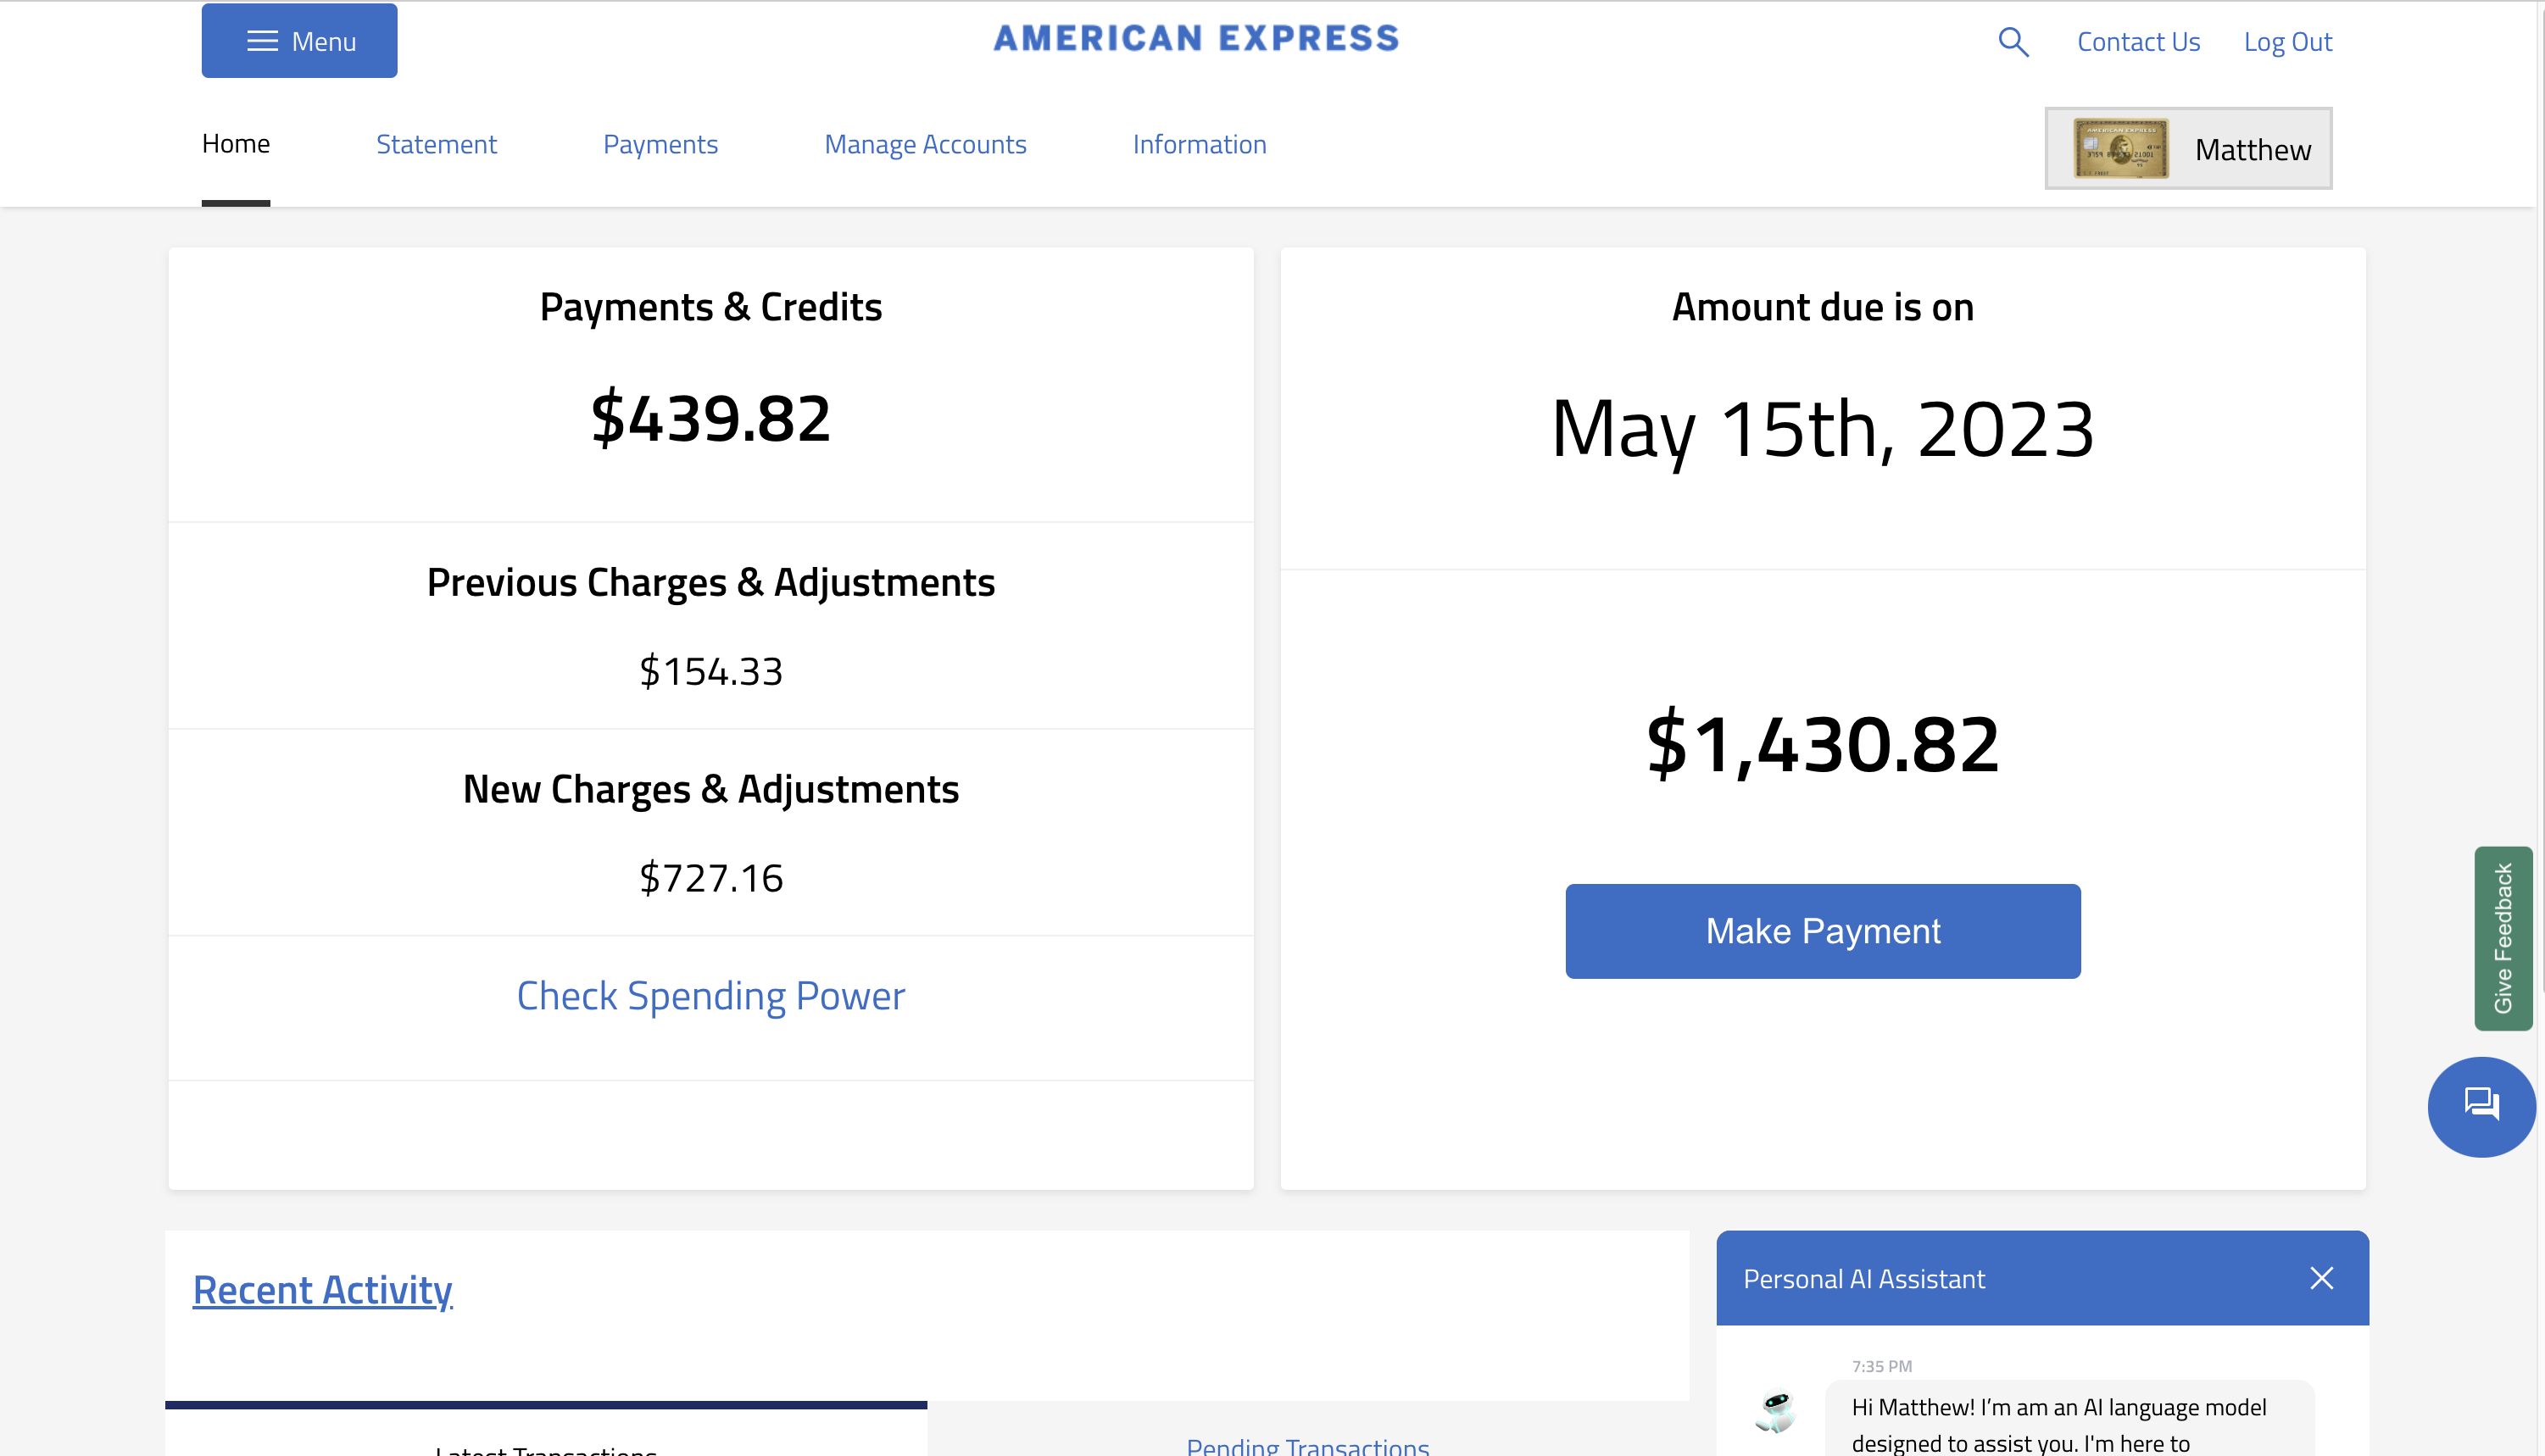 Menu
AMERICAN EXPRESS
Contact Us
Log Out
Home
Statement
Payments
Manage Accounts
Information
AMERICAN EXPRESS
Matthew
Payments & Credits
$439.82
Previous Charges & Adjustments
$154.33
New Charges & Adjustments
$727.16
Check Spending Power
Amount due is on
May 15th, 2023
$1,430.82
Make Payment
Give Feedback
Recent Activity
Latest Transactions
Pending Transactions
Personal AI Assistant
7:35 PM
Hi Matthew! I'm am an AI language model
designed to assist you. I'm here to